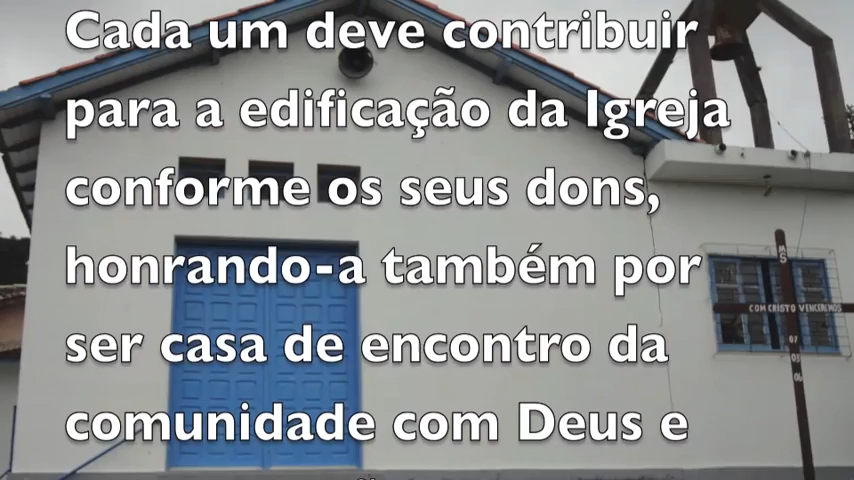 Cada um deve contribuir
para a edificação da Igreja
conforme os seus dons,
honrando-a também por
ser casa de encontro da
comunidade com Deus e
MS
COM CRISTO VENCEREMOS